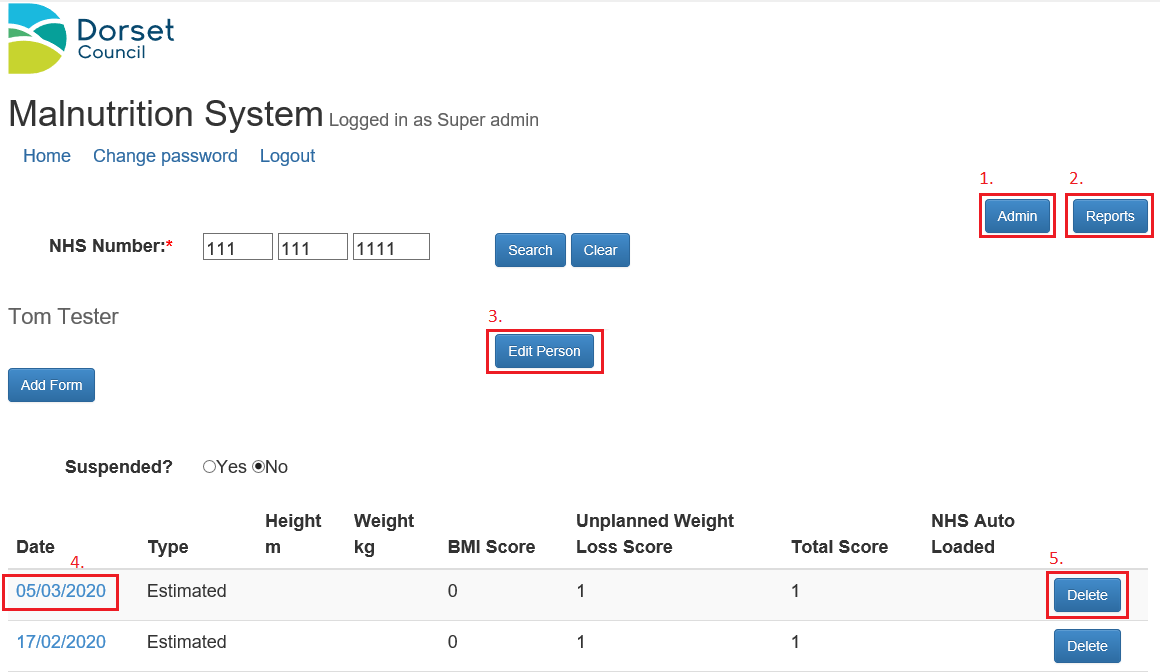 Dorset
Council
Malnutrition System Logged in as Super admin
Home Change password Logout
1. 2.
Admin Reports
NHS Number:* 111 111 1111 Search Clear
Tom Tester
3.
Edit Person
Add Form
Suspended? Yes No
Height Weight Unplanned Weight NHS Auto
Date Type m kg BMI Score Loss Score Total Score Loaded
4. 5.
05/03/2020 Estimated 0 1 1 Delete
17/02/2020 Estimated 0 1 1 Delete